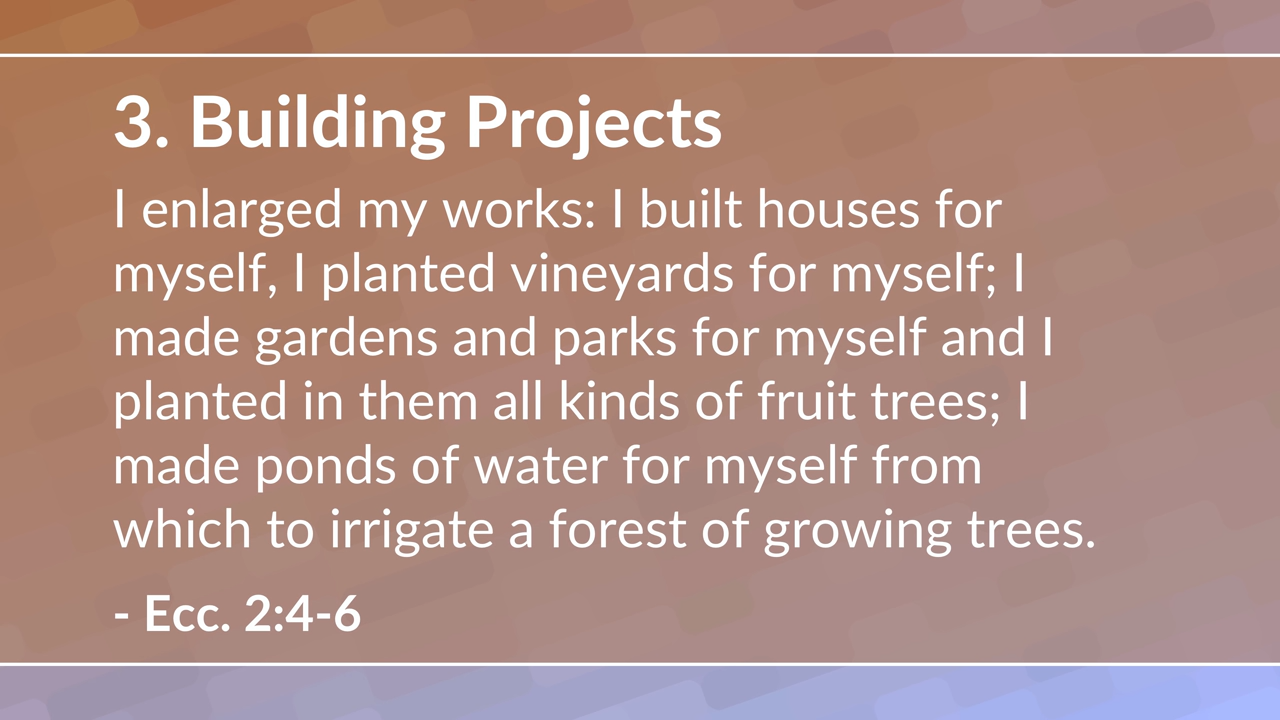 3. Building Projects
I enlarged my works: I built houses for
myself, I planted vineyards for myself; I
made gardens and parks for myself and I
planted in them all kinds of fruit trees; I
made ponds of water for myself from
which to irrigate a forest of growing trees.
- Ecc. 2:4-6